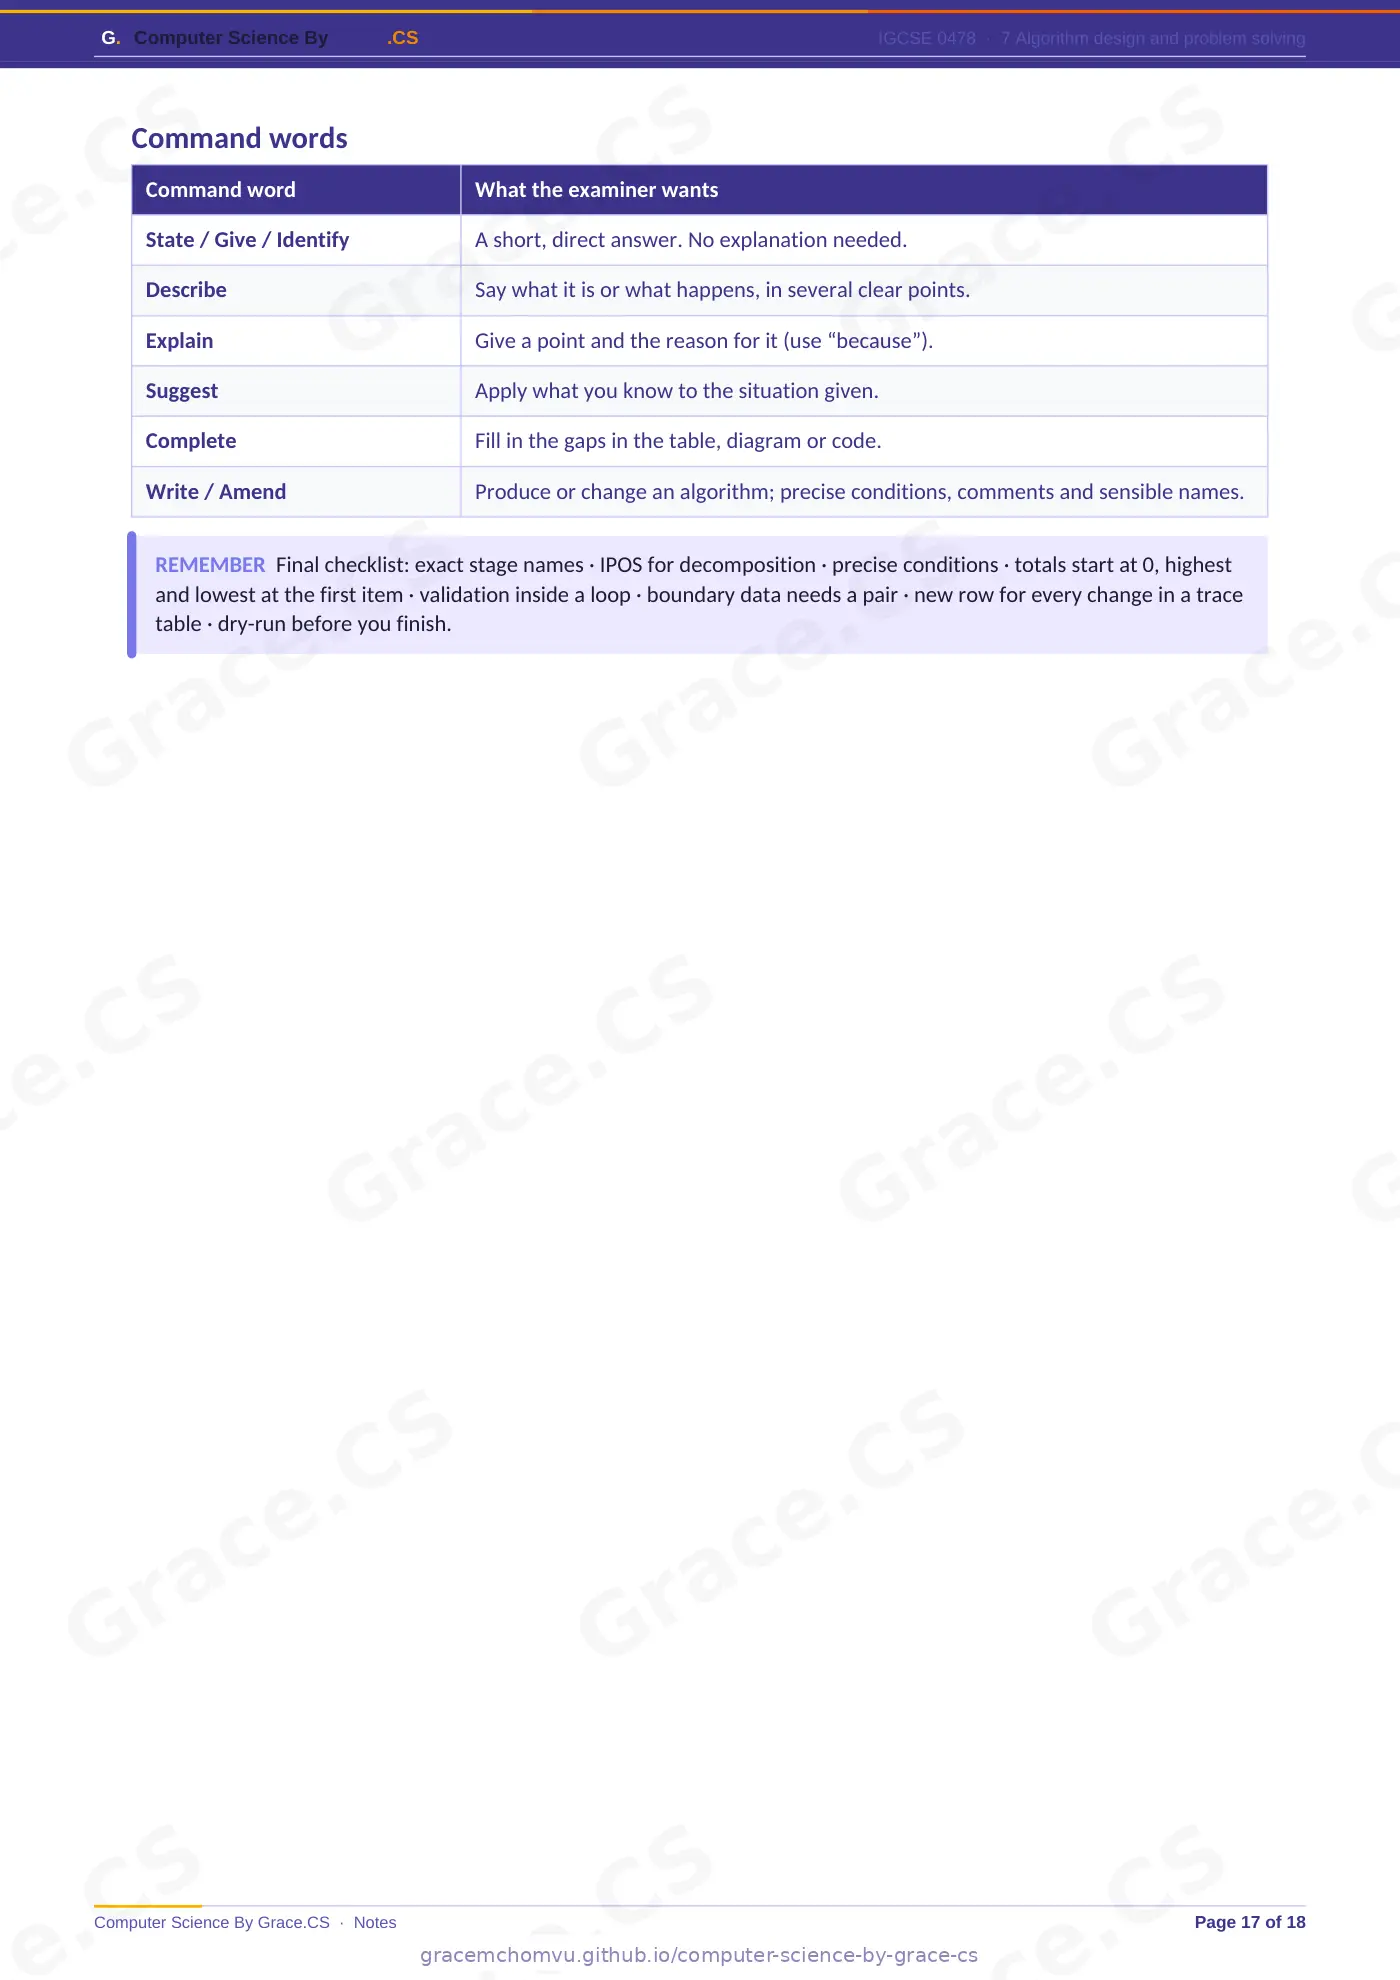 G. Computer Science By .CS
IGCSE 0478 · 7 Algorithm design and problem solving
Command words
Command word What the examiner wants
State / Give / Identify A short, direct answer. No explanation needed.
Describe Say what it is or what happens, in several clear points.
Explain Give a point and the reason for it (use “because”).
Suggest Apply what you know to the situation given.
Complete Fill in the gaps in the table, diagram or code.
Write / Amend Produce or change an algorithm; precise conditions, comments and sensible names.
REMEMBER Final checklist: exact stage names · IPOS for decomposition · precise conditions · totals start at 0, highest
and lowest at the first item · validation inside a loop · boundary data needs a pair · new row for every change in a trace
table · dry-run before you finish.
Grace.CS
Computer Science By Grace.CS · Notes
Page 17 of 18
gracemchomvu.github.io/computer-science-by-grace-cs